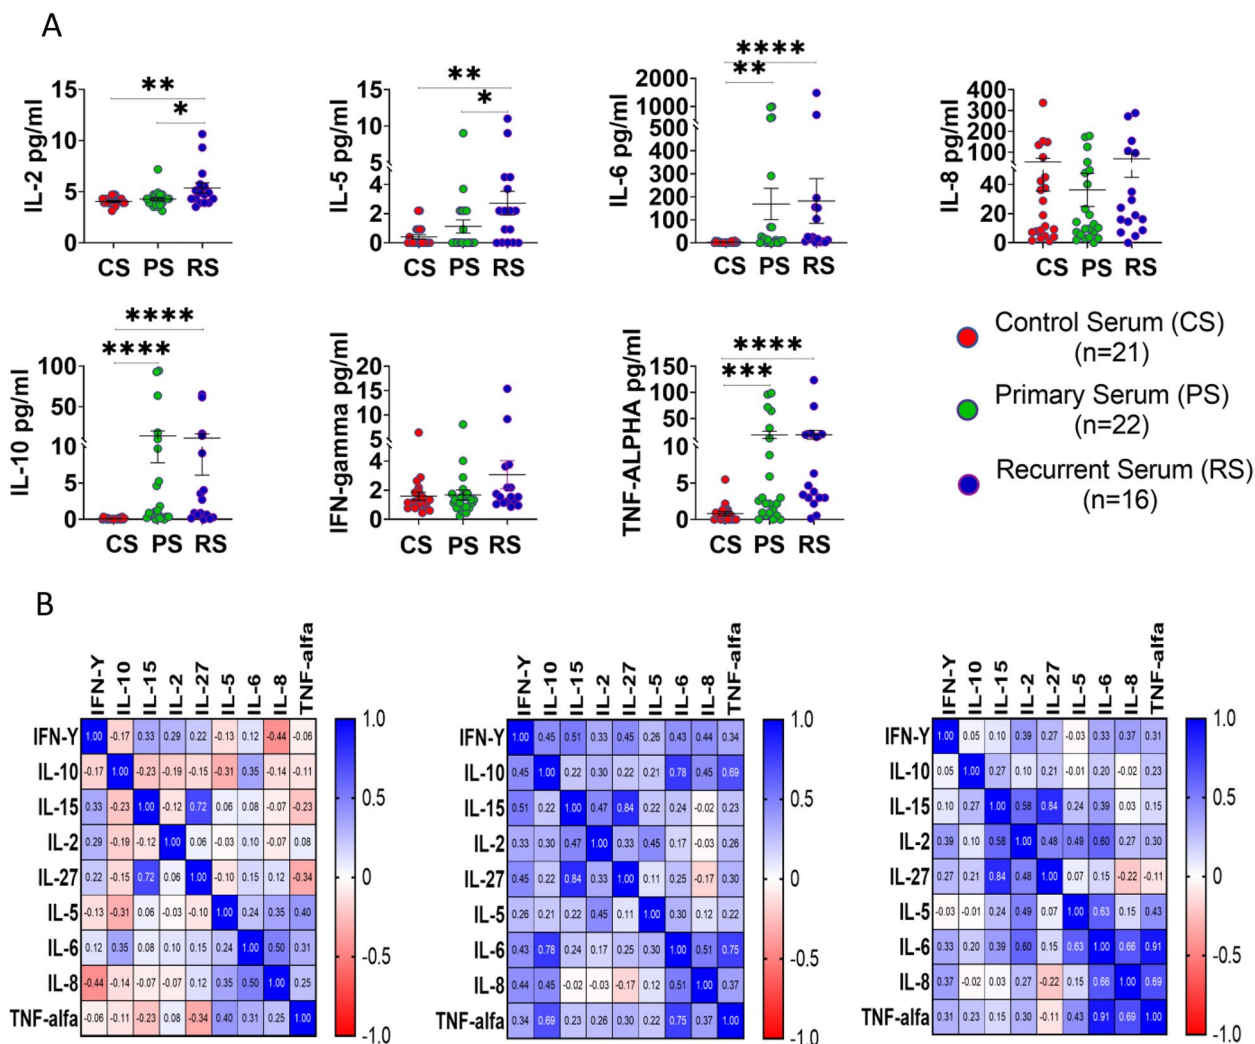 A
IL-2 pg/ml
15
10
5
0
**
*
CS PS RS
IL-5 pg/ml
15
10
5
4
2
0
**
*
CS PS RS
IL-6 pg/ml
2000
1000
500
400
300
200
100
0
****
**
CS PS RS
IL-8 pg/ml
400
300
200
100
40
20
0
CS PS RS
IL-10 pg/ml
100
50
10
5
0
****
****
CS PS RS
IFN-gamma pg/ml
20
15
10
5
4
2
0
CS PS RS
TNF-ALPHA pg/ml
150
100
50
10
5
0
****
***
CS PS RS
Control Serum (CS)
(n=21)
Primary Serum (PS)
(n=22)
Recurrent Serum (RS)
(n=16)
B
IFN-Y IL-10 IL-15 IL-2 IL-27 IL-5 IL-6 IL-8 TNF-alfa
IFN-Y 1.00 -0.17 0.33 0.29 0.22 -0.13 0.12 -0.44 -0.06
IL-10 -0.17 1.00 -0.23 -0.19 -0.15 -0.31 0.35 -0.14 -0.11
IL-15 0.33 -0.23 1.00 -0.12 0.72 0.06 0.08 -0.07 -0.23
IL-2 0.29 -0.19 -0.12 1.00 0.06 -0.03 0.10 -0.07 0.08
IL-27 0.22 -0.15 0.72 0.06 1.00 -0.10 0.15 0.12 -0.34
IL-5 -0.13 -0.31 0.06 -0.03 -0.10 1.00 0.24 0.35 0.40
IL-6 0.12 0.35 0.08 0.10 0.15 0.24 1.00 0.50 0.31
IL-8 -0.44 -0.14 -0.07 -0.07 0.12 0.35 0.50 1.00 0.25
TNF-alfa -0.06 -0.11 -0.23 0.08 -0.34 0.40 0.31 0.25 1.00
1.0
0.5
0
-0.5
-1.0
IFN-Y IL-10 IL-15 IL-2 IL-27 IL-5 IL-6 IL-8 TNF-alfa
IFN-Y 1.00 0.45 0.51 0.33 0.45 0.26 0.43 0.44 0.34
IL-10 0.45 1.00 0.22 0.30 0.22 0.21 0.78 0.45 0.69
IL-15 0.51 0.22 1.00 0.47 0.84 0.22 0.24 -0.02 0.23
IL-2 0.33 0.30 0.47 1.00 0.33 0.45 0.17 -0.03 0.26
IL-27 0.45 0.22 0.84 0.33 1.00 0.11 0.25 -0.17 0.30
IL-5 0.26 0.21 0.22 0.45 0.11 1.00 0.30 0.12 0.22
IL-6 0.43 0.78 0.24 0.17 0.25 0.30 1.00 0.51 0.75
IL-8 0.44 0.45 -0.02 -0.03 -0.17 0.12 0.51 1.00 0.37
TNF-alfa 0.34 0.69 0.23 0.26 0.30 0.22 0.75 0.37 1.00
1.0
0.5
0
-0.5
-1.0
IFN-Y IL-10 IL-15 IL-2 IL-27 IL-5 IL-6 IL-8 TNF-alfa
IFN-Y 1.00 0.05 0.10 0.39 0.27 -0.03 0.33 0.37 0.31
IL-10 0.05 1.00 0.27 0.10 0.21 -0.01 0.20 -0.02 0.23
IL-15 0.10 0.27 1.00 0.58 0.84 0.24 0.39 0.03 0.15
IL-2 0.39 0.10 0.58 1.00 0.48 0.49 0.60 0.27 0.30
IL-27 0.27 0.21 0.84 0.48 1.00 0.07 0.15 -0.22 -0.11
IL-5 -0.03 -0.01 0.24 0.49 0.07 1.00 0.63 0.15 0.43
IL-6 0.33 0.20 0.39 0.60 0.15 0.63 1.00 0.66 0.91
IL-8 0.37 -0.02 0.03 0.27 -0.22 0.15 0.66 1.00 0.69
TNF-alfa 0.31 0.23 0.15 0.30 -0.11 0.43 0.91 0.69 1.00
1.0
0.5
0
-0.5
-1.0